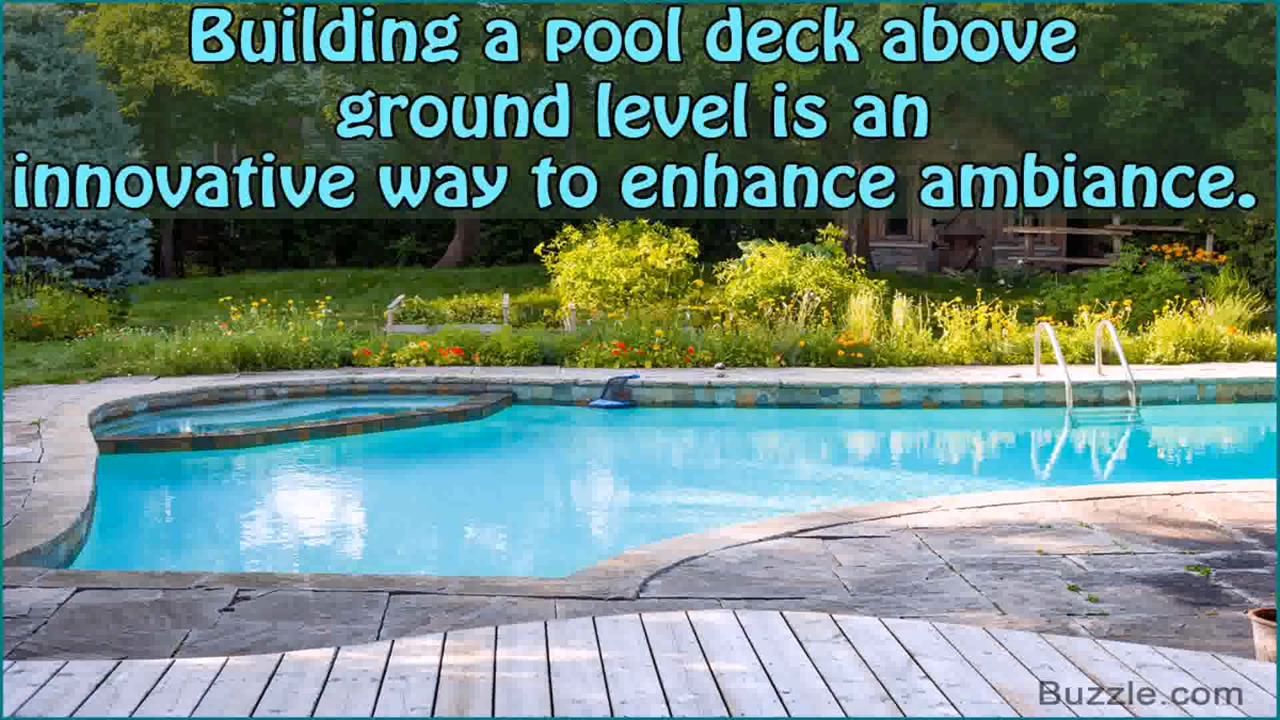 Building a pool deck above
ground level is an
innovative way to enhance ambiance.
Buzzle.com